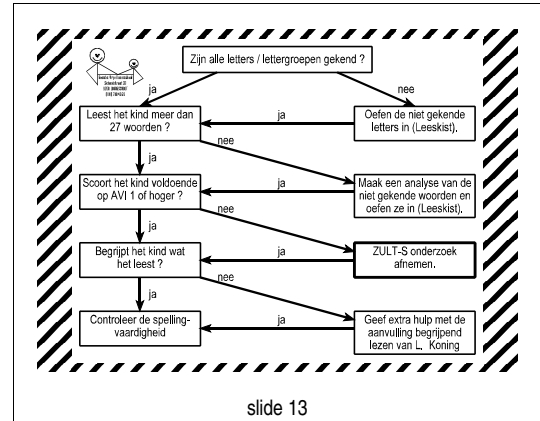 Zijn alle letters / lettergroepen gekend ?
ja
nee
Leest het kind meer dan
27 woorden ?
ja
Oefen de niet gekende
letters in (Leeskist).
ja
nee
Scoort het kind voldoende
op AVI 1 of hoger ?
ja
Maak een analyse van de
niet gekende woorden en
oefen ze in (Leeskist).
ja
nee
Begrijpt het kind wat
het leest ?
ja
ZULT-S onderzoek
afnemen.
ja
nee
Controleer de spelling-
vaardigheid
ja
Geef extra hulp met de
aanvulling begrijpend
lezen van L. Koning
slide 13